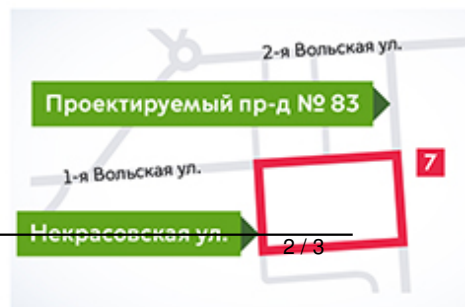 2-я Вольская ул.
Проектируемый пр-д № 83
7
1-я Вольская ул.
Некрасовская ул.
2 / 3